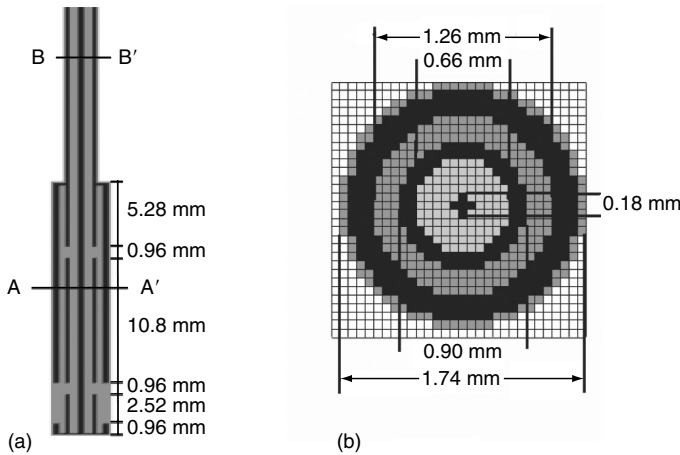 B B′
5.28 mm
0.96 mm
A A′
10.8 mm
0.96 mm
2.52 mm
0.96 mm
(a)
1.26 mm
0.66 mm
0.18 mm
0.90 mm
1.74 mm
(b)